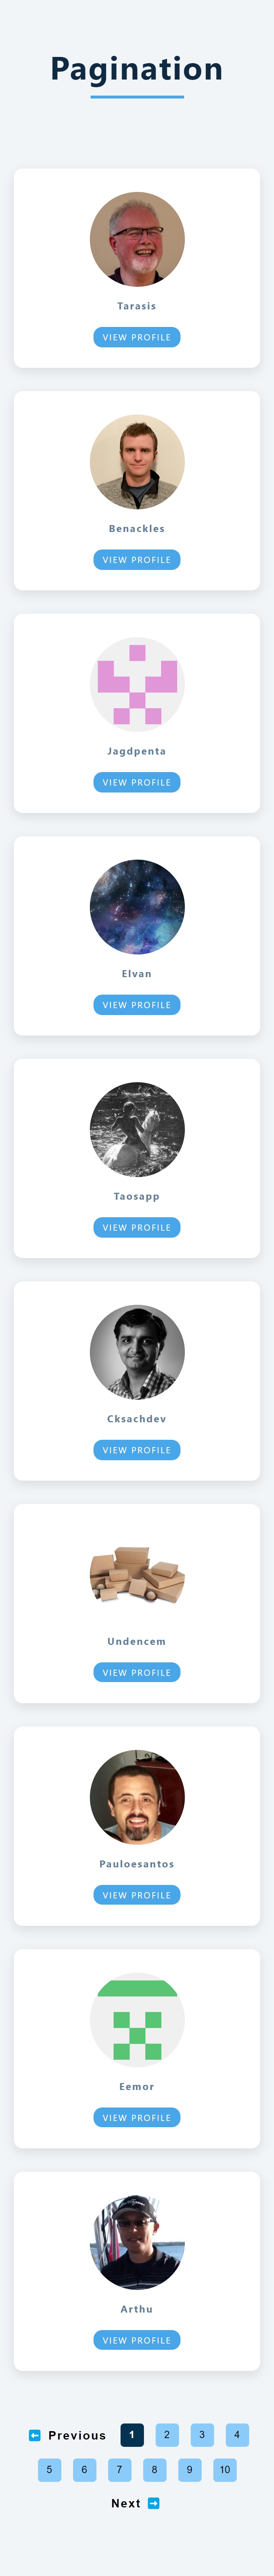 Pagination
Tarasis
VIEW PROFILE
Benackles
VIEW PROFILE
Jagdpenta
VIEW PROFILE
Elvan
VIEW PROFILE
Taosapp
VIEW PROFILE
Cksachdev
VIEW PROFILE
Undencem
VIEW PROFILE
Pauloesantos
VIEW PROFILE
Eemor
VIEW PROFILE
Arthu
VIEW PROFILE
Previous 1 2 3 4
5 6 7 8 9 10
Next